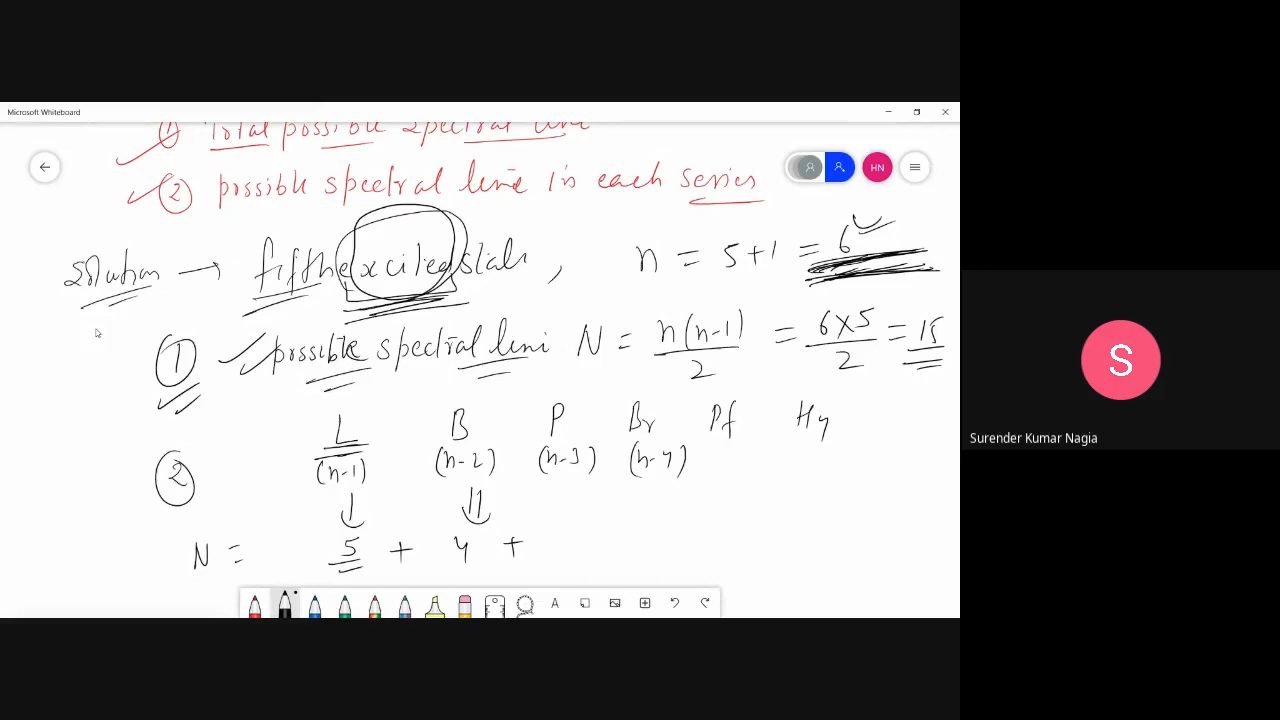 Microsoft Whiteboard
① Total possible spectral line
② possible spectral line in each series
HN
solution → fifth excited state , n = 5+1 = 6
① possible spectral line N = n(n-1)/2 = 6×5/2 = 15
L B P Br Pf Hy
② (n-1) (n-2) (n-3) (n-4)
N = 5 + 4 +
A
S
Surender Kumar Nagia